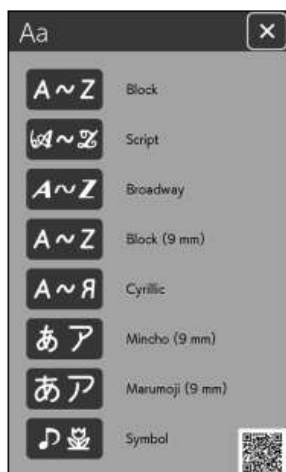 Aa ×
A~Z Block
A~Z Script
A~Z Broadway
A~Z Block (9 mm)
A~Я Cyrillic
あ ア Mincho (9 mm)
あ ア Marumoji (9 mm)
Symbol